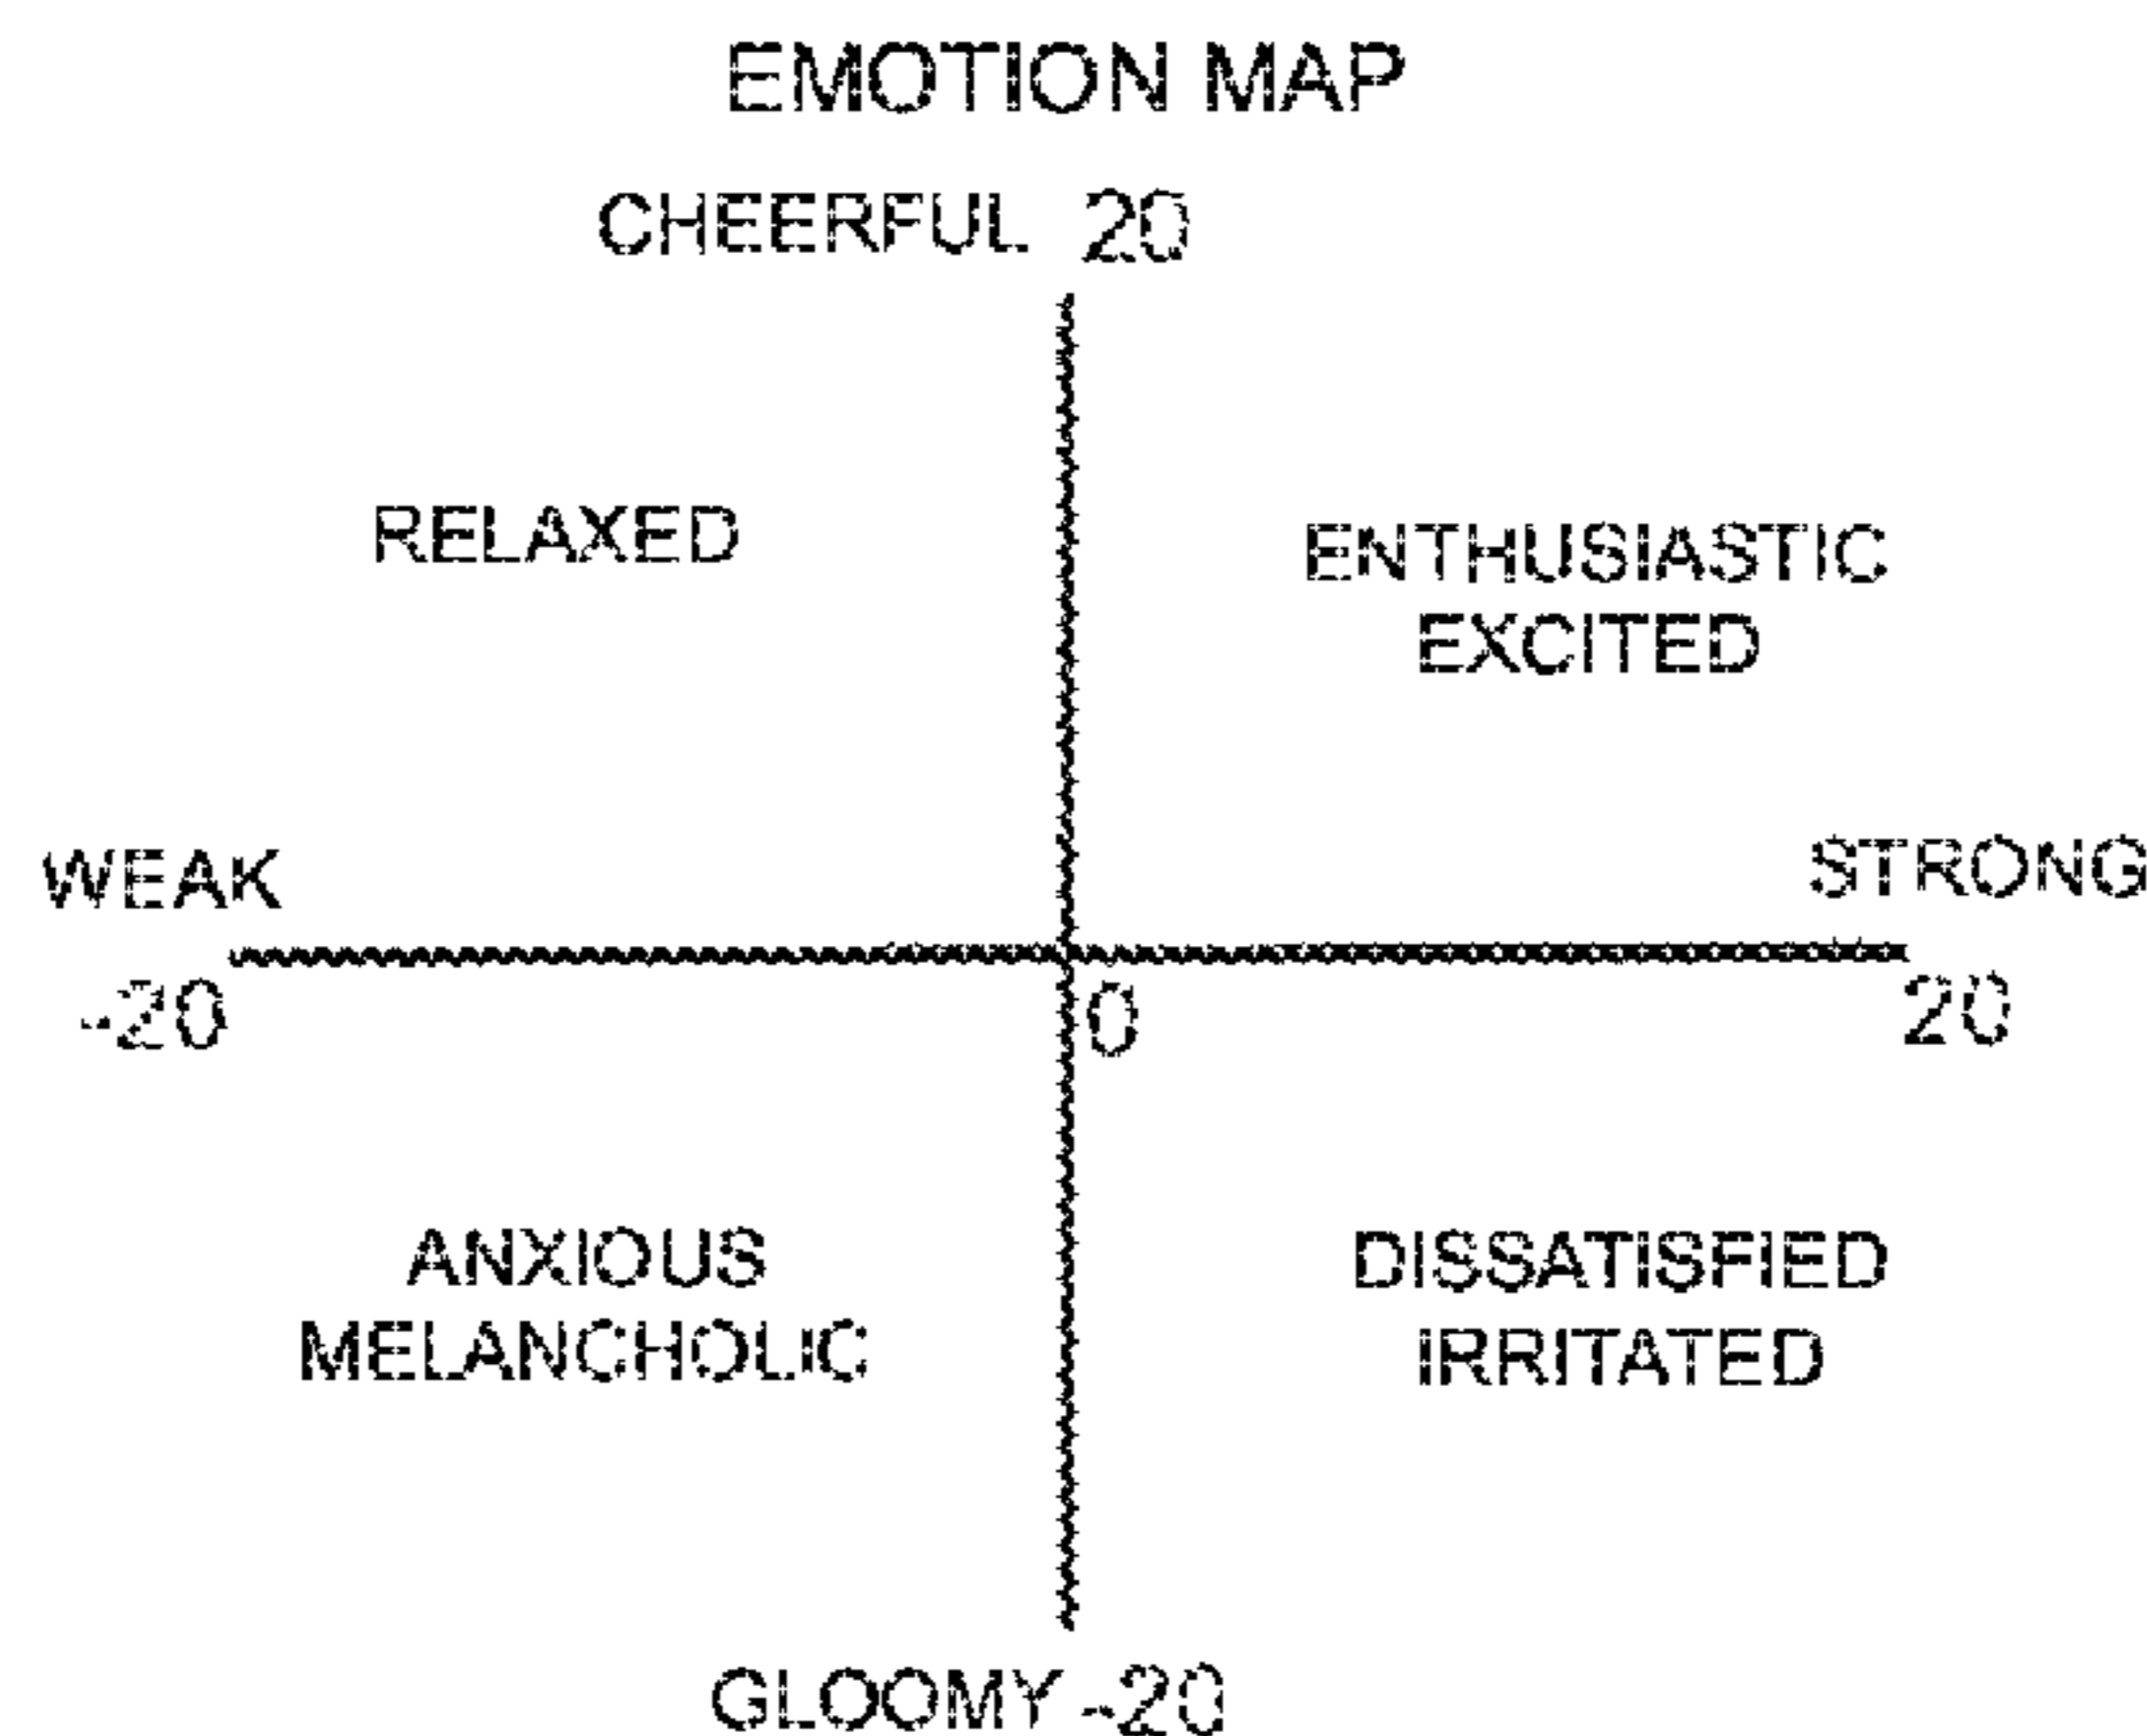 EMOTION MAP
CHEERFUL 20
RELAXED
ENTHUSIASTIC
EXCITED
WEAK
STRONG
-20
0
20
ANXIOUS
MELANCHOLIC
DISSATISFIED
IRRITATED
GLOOMY -20